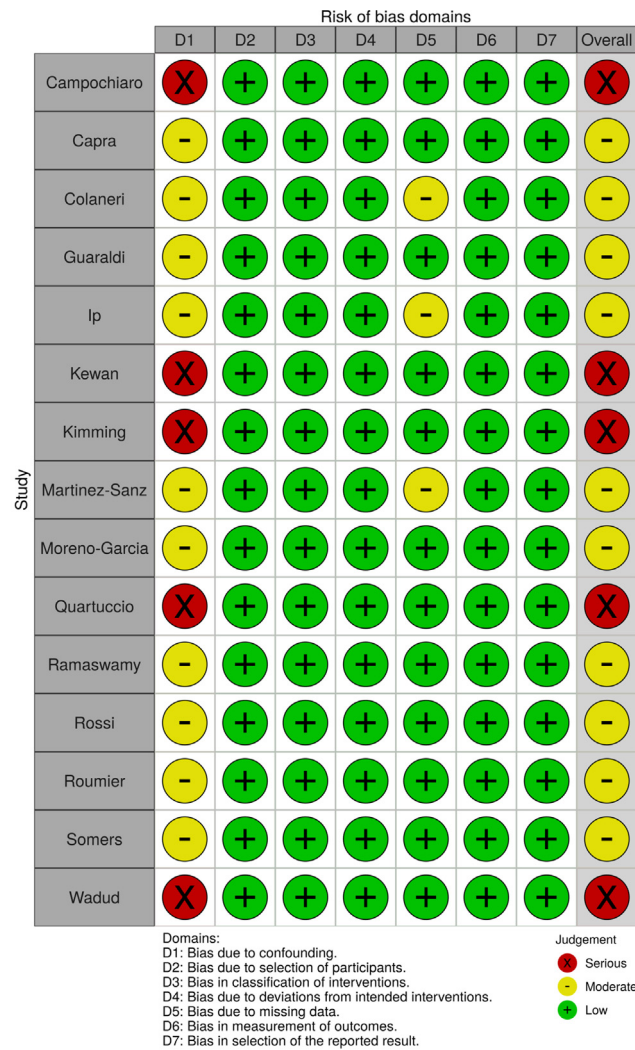 Risk of bias domains
D1 D2 D3 D4 D5 D6 D7 Overall
Study
Campochiaro X + + + + + + X
Capra - + + + + + + -
Colaneri - + + + - + + -
Guaraldi - + + + + + + -
Ip - + + + - + + -
Kewan X + + + + + + X
Kimming X + + + + + + X
Martinez-Sanz - + + + - + + -
Moreno-Garcia - + + + + + + -
Quartuccio X + + + + + + X
Ramaswamy - + + + + + + -
Rossi - + + + + + + -
Roumier - + + + + + + -
Somers - + + + + + + -
Wadud X + + + + + + X
Domains:
D1: Bias due to confounding.
D2: Bias due to selection of participants.
D3: Bias in classification of interventions.
D4: Bias due to deviations from intended interventions.
D5: Bias due to missing data.
D6: Bias in measurement of outcomes.
D7: Bias in selection of the reported result.
Judgement
X Serious
- Moderate
+ Low